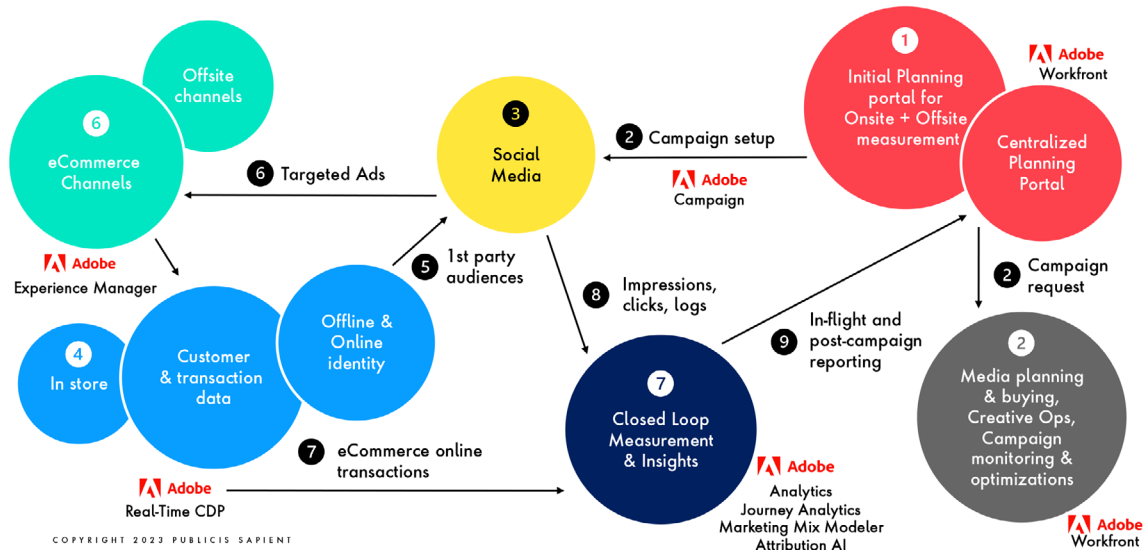 Offsite
channels
6
eCommerce
Channels
Adobe
Experience Manager
6 Targeted Ads
3
Social
Media
2 Campaign setup
Adobe
Campaign
1
Initial Planning
portal for
Onsite + Offsite
measurement
Adobe
Workfront
Centralized
Planning
Portal
2 Campaign
request
5 1st party
audiences
8 Impressions,
clicks, logs
9 In-flight and
post-campaign
reporting
4
In store
Customer
& transaction
data
Offline &
Online
identity
7 eCommerce online
transactions
Adobe
Real-Time CDP
7
Closed Loop
Measurement
& Insights
Adobe
Analytics
Journey Analytics
Marketing Mix Modeler
Attribution AI
2
Media planning
& buying,
Creative Ops,
Campaign
monitoring &
optimizations
Adobe
Workfront
COPYRIGHT 2023 PUBLICIS SAPIENT